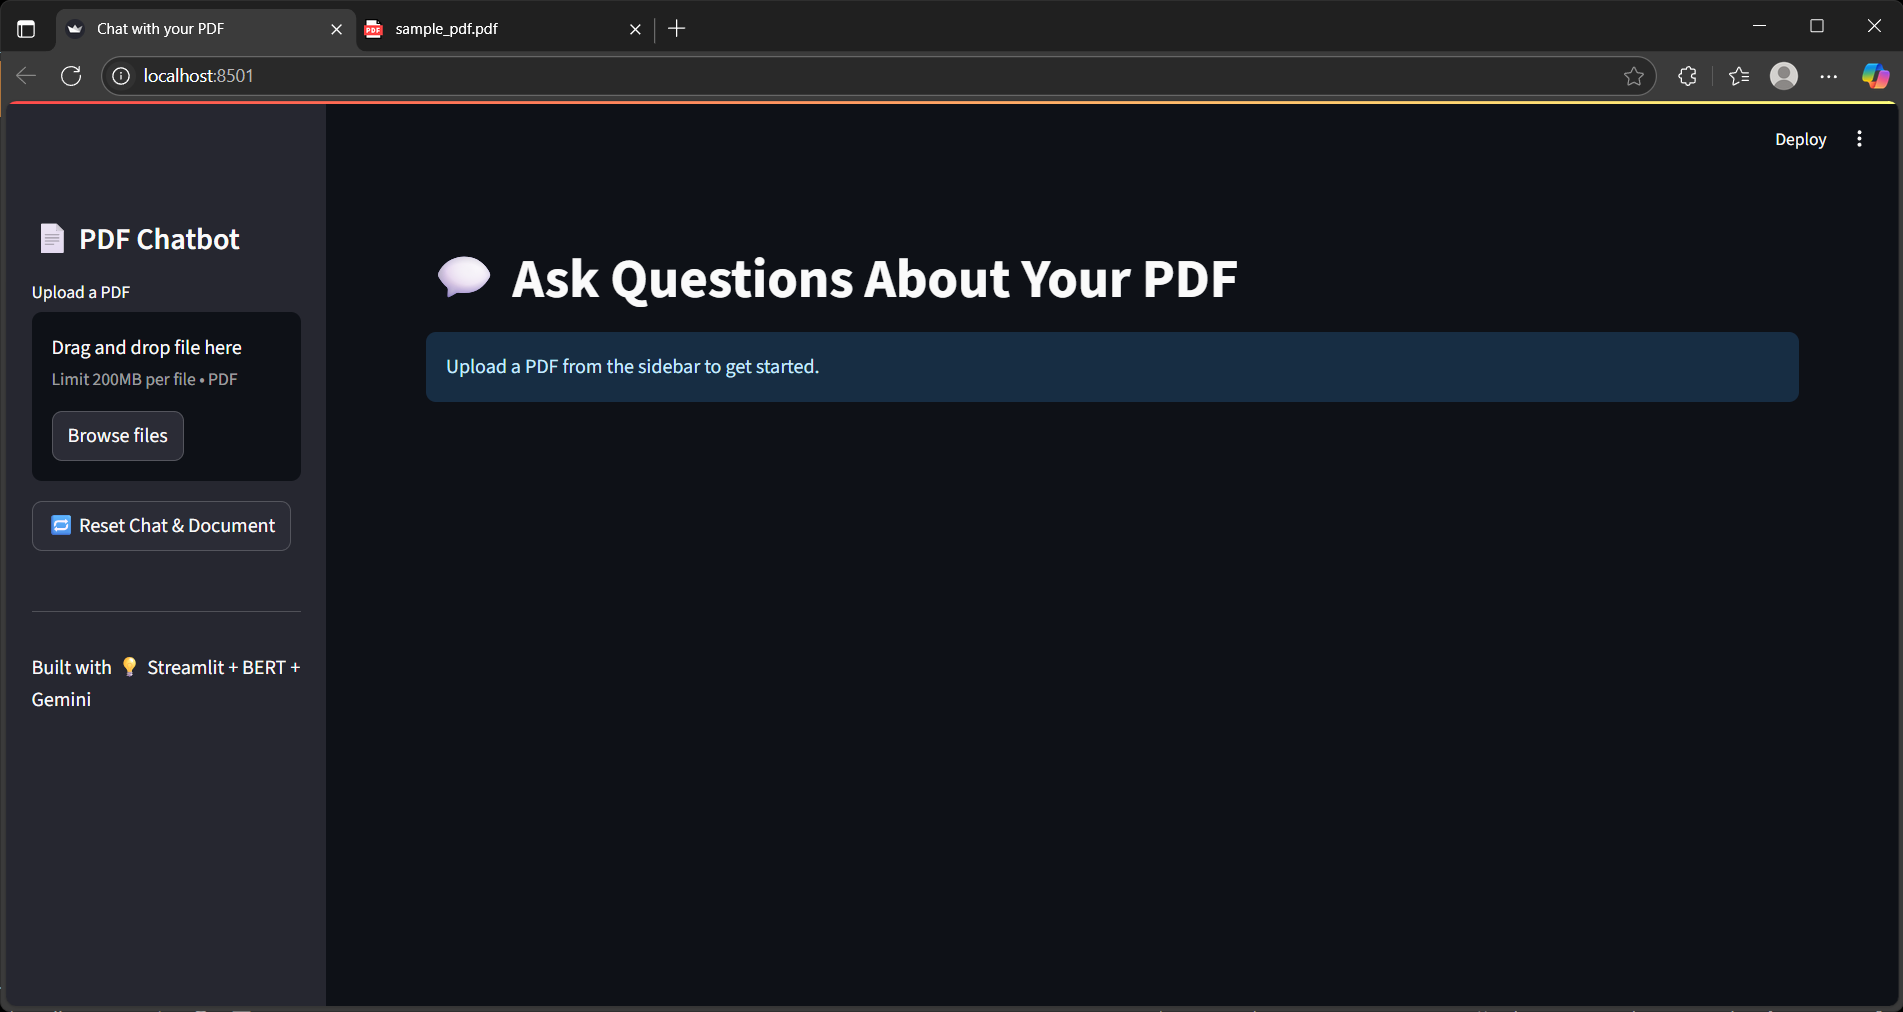 Chat with your PDF
sample_pdf.pdf
localhost:8501
Deploy
PDF Chatbot
Upload a PDF
Drag and drop file here
Limit 200MB per file • PDF
Browse files
Reset Chat & Document
Built with 💡 Streamlit + BERT +
Gemini
Ask Questions About Your PDF
Upload a PDF from the sidebar to get started.